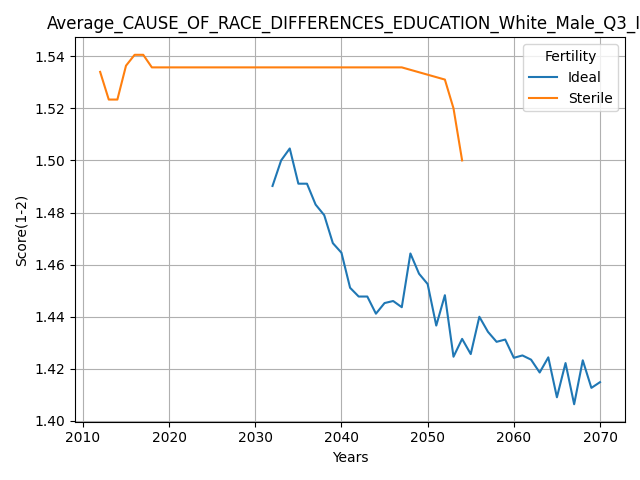 Average_CAUSE_OF_RACE_DIFFERENCES_EDUCATION_White_Male_Q3_I
Fertility
Ideal
Sterile
Score(1-2)
1.54
1.52
1.50
1.48
1.46
1.44
1.42
1.40
2010 2020 2030 2040 2050 2060 2070
Years